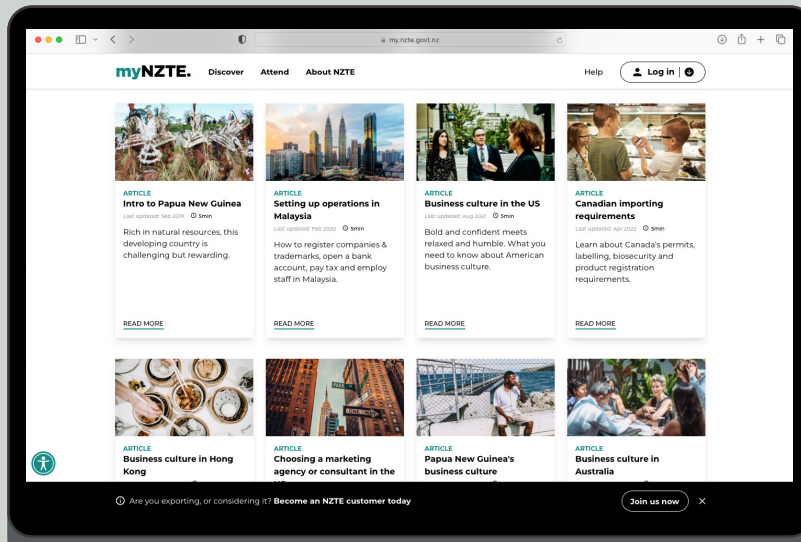 my.nzte.govt.nz
myNZTE. Discover Attend About NZTE Help Log in
ARTICLE
Intro to Papua New Guinea
Last updated: Sep 2019 5min
Rich in natural resources, this
developing country is
challenging but rewarding.
READ MORE
ARTICLE
Setting up operations in
Malaysia
Last updated: Feb 2020 5min
How to register companies &
trademarks, open a bank
account, pay tax and employ
staff in Malaysia.
READ MORE
ARTICLE
Business culture in the US
Last updated: Aug 2021 5min
Bold and confident meets
relaxed and humble. What you
need to know about American
business culture.
READ MORE
ARTICLE
Canadian importing
requirements
Last updated: Apr 2022 5min
Learn about Canada's permits,
labelling, biosecurity and
product registration
requirements.
READ MORE
ARTICLE
Business culture in Hong
Kong
PARK AV
ONE WAY
ARTICLE
Choosing a marketing
agency or consultant in the
ARTICLE
Papua New Guinea's
business culture
ARTICLE
Business culture in
Australia
Are you exporting, or considering it? Become an NZTE customer today
Join us now